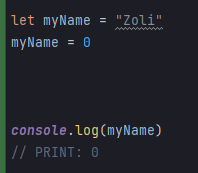 let myName = "Zoli"
myName = 0
console.log(myName)
// PRINT: 0